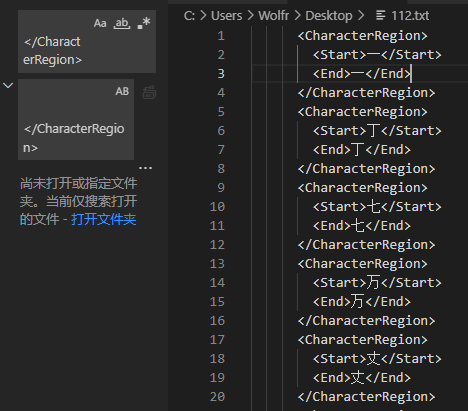 </Charact
erRegion>
Aa
ab
.*
</CharacterRegio
n>
AB
...
尚未打开或指定文件
夹。当前仅搜索打开
的文件 - 打开文件夹
C: > Users > Wolfr > Desktop > 112.txt
1 <CharacterRegion>
2 <Start>一</Start>
3 <End>一</End>
4 </CharacterRegion>
5 <CharacterRegion>
6 <Start>丁</Start>
7 <End>丁</End>
8 </CharacterRegion>
9 <CharacterRegion>
10 <Start>七</Start>
11 <End>七</End>
12 </CharacterRegion>
13 <CharacterRegion>
14 <Start>万</Start>
15 <End>万</End>
16 </CharacterRegion>
17 <CharacterRegion>
18 <Start>丈</Start>
19 <End>丈</End>
20 </CharacterRegion>